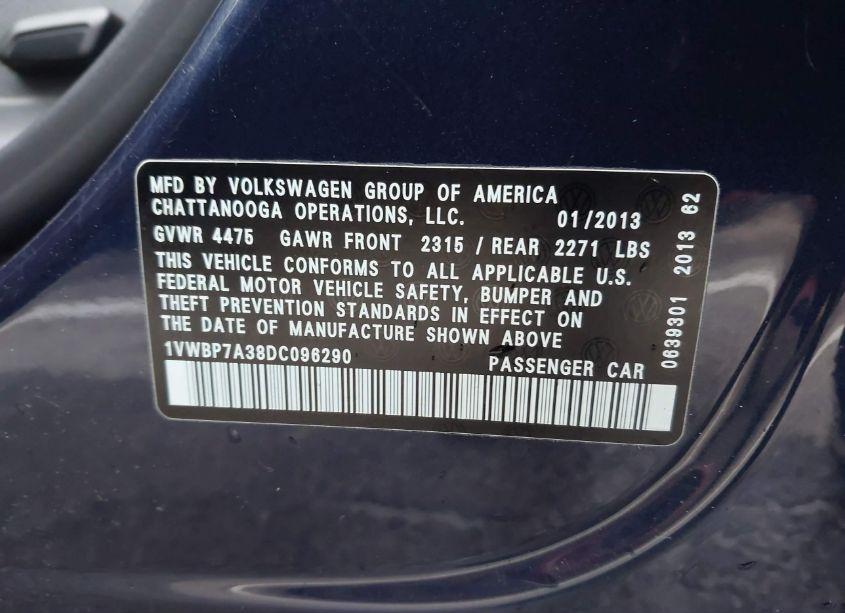 MFD BY VOLKSWAGEN GROUP OF AMERICA
CHATTANOOGA OPERATIONS, LLC. 01/2013
GVWR 4475 GAWR FRONT 2315 / REAR 2271 LBS
THIS VEHICLE CONFORMS TO ALL APPLICABLE U.S.
FEDERAL MOTOR VEHICLE SAFETY, BUMPER AND
THEFT PREVENTION STANDARDS IN EFFECT ON
THE DATE OF MANUFACTURE SHOWN ABOVE
1VWBP7A38DC096290 PASSENGER CAR
0639301 2013 62